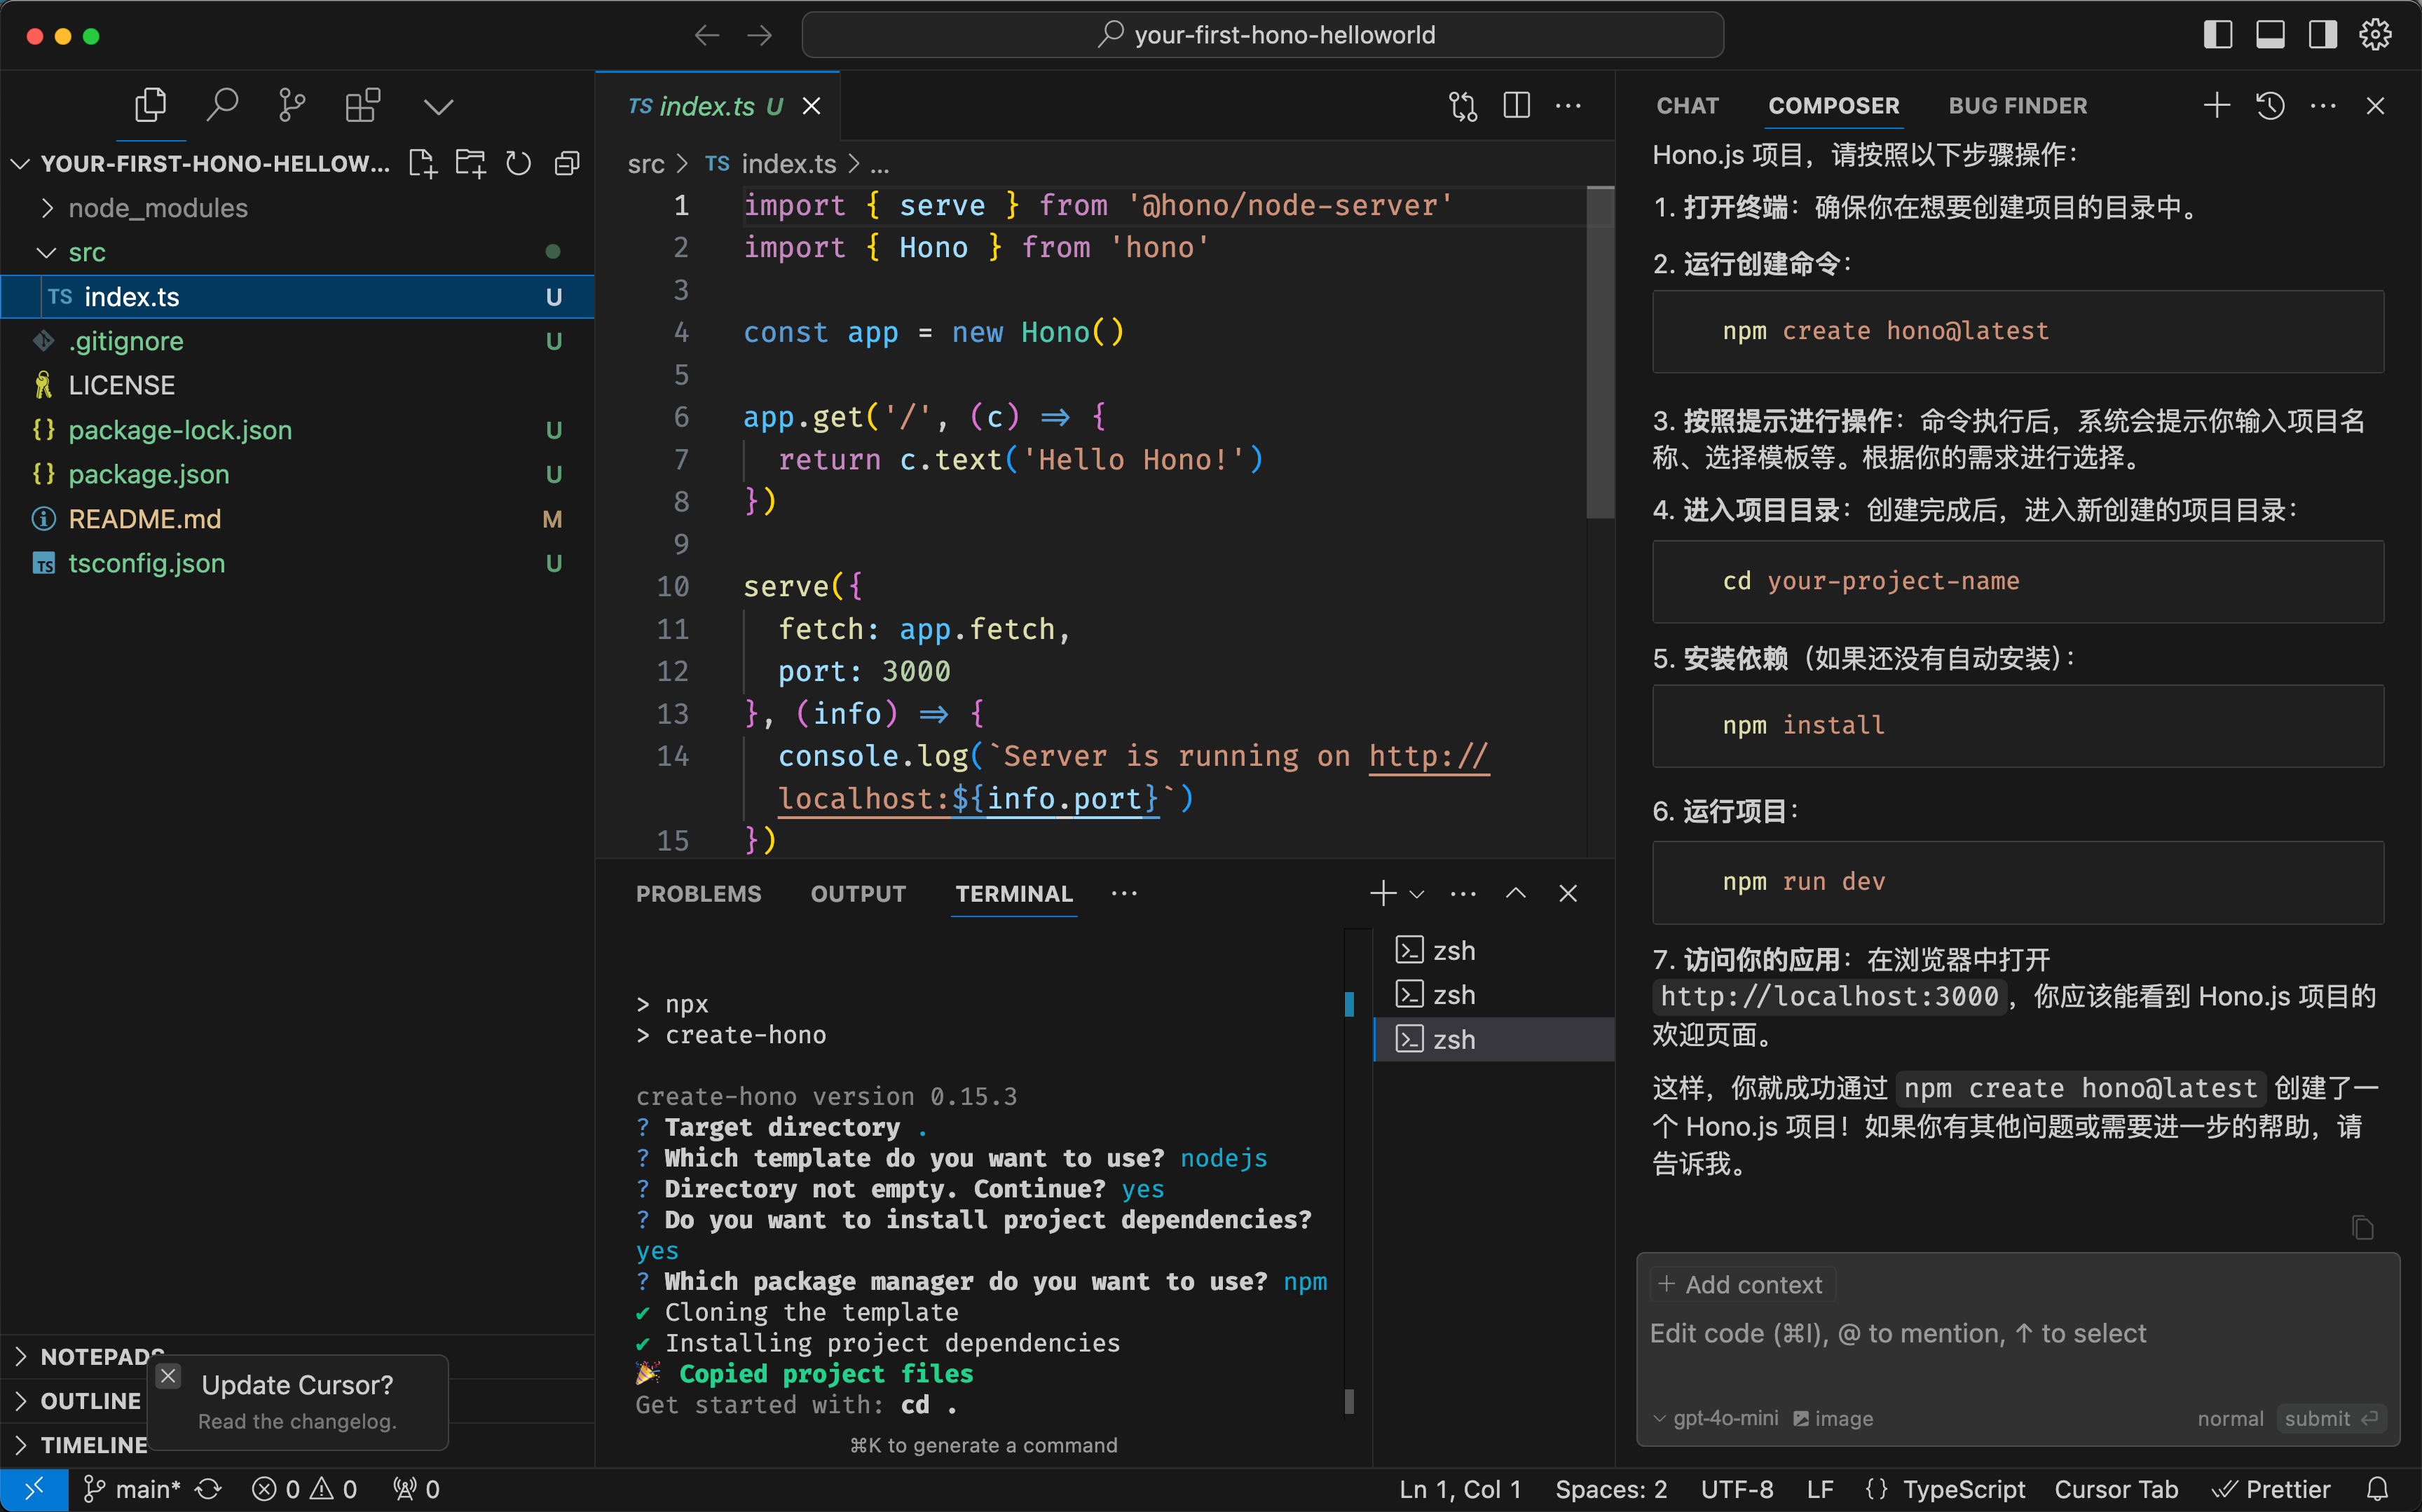 your-first-hono-helloworld
YOUR-FIRST-HONO-HELLOW...
node_modules
src
TS index.ts U
.gitignore U
LICENSE
{} package-lock.json U
{} package.json U
README.md M
TS tsconfig.json U
NOTEPADS
OUTLINE
TIMELINE
Update Cursor?
Read the changelog.
TS index.ts U
src > TS index.ts > ...
1 import { serve } from '@hono/node-server'
2 import { Hono } from 'hono'
3
4 const app = new Hono()
5
6 app.get('/', (c) => {
7 return c.text('Hello Hono!')
8 })
9
10 serve({
11 fetch: app.fetch,
12 port: 3000
13 }, (info) => {
14 console.log(`Server is running on http://
localhost:${info.port}`)
15 })
PROBLEMS OUTPUT TERMINAL
> npx
> create-hono
create-hono version 0.15.3
? Target directory .
? Which template do you want to use? nodejs
? Directory not empty. Continue? yes
? Do you want to install project dependencies?
yes
? Which package manager do you want to use? npm
✔ Cloning the template
✔ Installing project dependencies
🎉 Copied project files
Get started with: cd .
⌘K to generate a command
zsh
zsh
zsh
CHAT COMPOSER BUG FINDER
Hono.js 项目，请按照以下步骤操作：
1. 打开终端：确保你在想要创建项目的目录中。
2. 运行创建命令：
npm create hono@latest
3. 按照提示进行操作：命令执行后，系统会提示你输入项目名
称、选择模板等。根据你的需求进行选择。
4. 进入项目目录：创建完成后，进入新创建的项目目录：
cd your-project-name
5. 安装依赖（如果还没有自动安装）：
npm install
6. 运行项目：
npm run dev
7. 访问你的应用：在浏览器中打开
http://localhost:3000，你应该能看到 Hono.js 项目的
欢迎页面。
这样，你就成功通过 npm create hono@latest 创建了一
个 Hono.js 项目！如果你有其他问题或需要进一步的帮助，请
告诉我。
+ Add context
Edit code (⌘I), @ to mention, ↑ to select
gpt-4o-mini image normal submit
main* 0 0 0 Ln 1, Col 1 Spaces: 2 UTF-8 LF {} TypeScript Cursor Tab Prettier